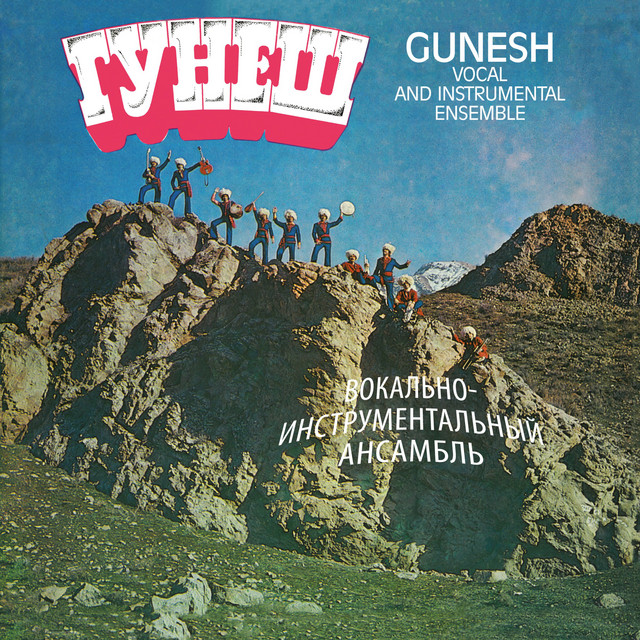 ГУНЕШ
GUNESH
VOCAL
AND INSTRUMENTAL
ENSEMBLE
ВОКАЛЬНО-
ИНСТРУМЕНТАЛЬНЫЙ
АНСАМБЛЬ